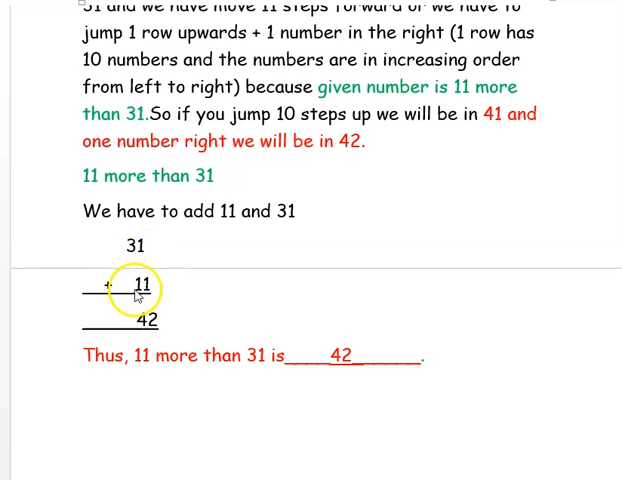 31 and we have move 11 steps forward or we have to
jump 1 row upwards + 1 number in the right (1 row has
10 numbers and the numbers are in increasing order
from left to right) because given number is 11 more
than 31.So if you jump 10 steps up we will be in 41 and
one number right we will be in 42.
11 more than 31
We have to add 11 and 31
31
+ 11
42
Thus, 11 more than 31 is____42______.